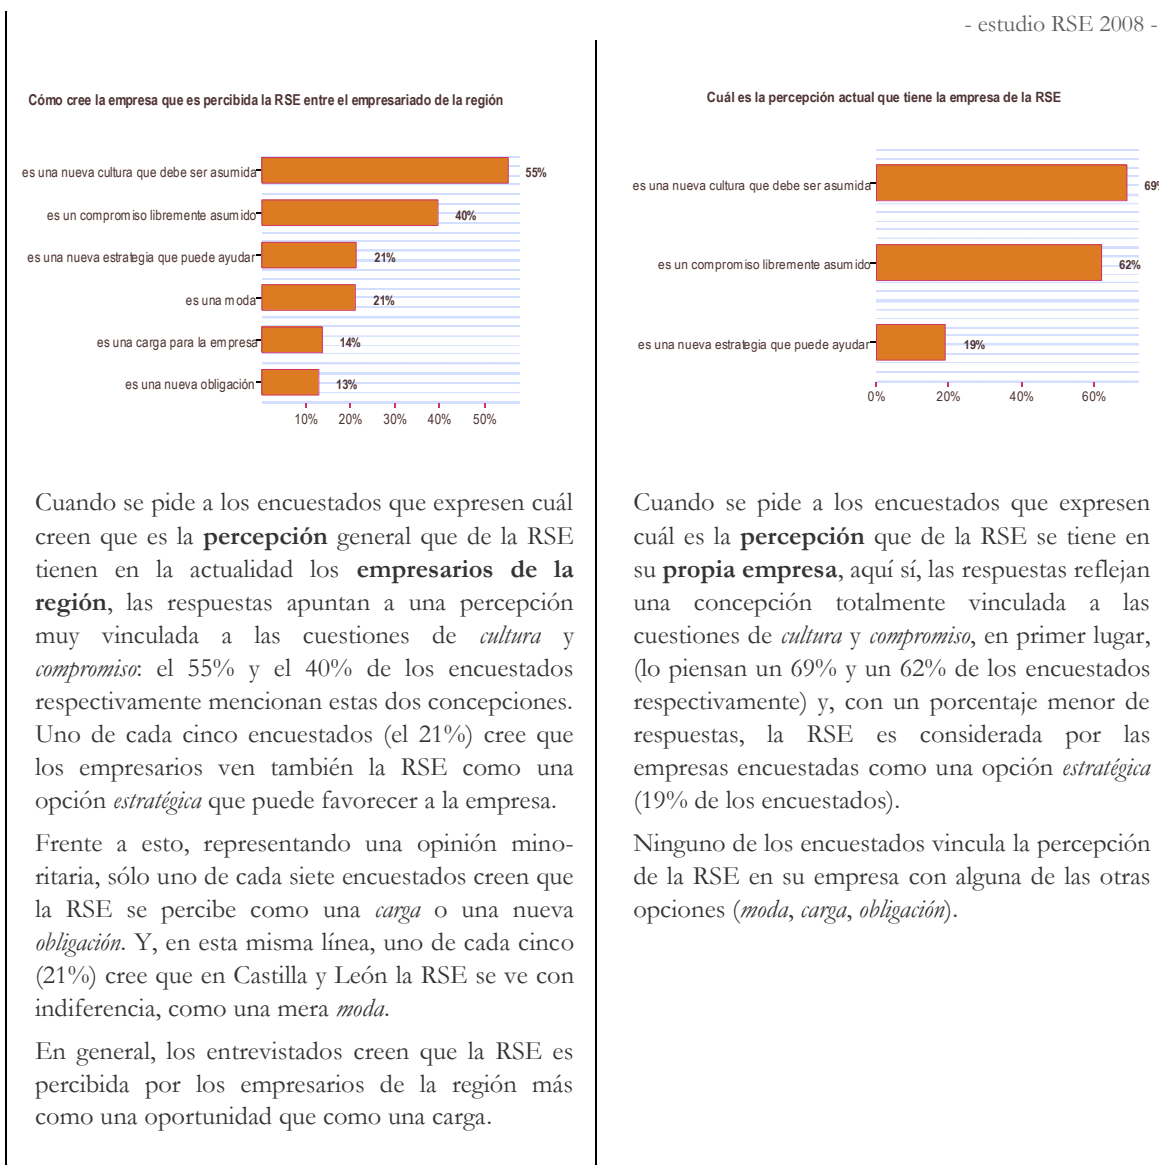 - estudio RSE 2008 -
Cómo cree la empresa que es percibida la RSE entre el empresariado de la región
es una nueva cultura que debe ser asumida
55%
es un compromiso libremente asumido
40%
es una nueva estrategia que puede ayudar
21%
es una moda
21%
es una carga para la empresa
14%
es una nueva obligación
13%
10% 20% 30% 40% 50%
Cuando se pide a los encuestados que expresen cuál
creen que es la percepción general que de la RSE
tienen en la actualidad los empresarios de la
región, las respuestas apuntan a una percepción
muy vinculada a las cuestiones de cultura y
compromiso: el 55% y el 40% de los encuestados
respectivamente mencionan estas dos concepciones.
Uno de cada cinco encuestados (el 21%) cree que
los empresarios ven también la RSE como una
opción estratégica que puede favorecer a la empresa.
Frente a esto, representando una opinión mino-
ritaria, sólo uno de cada siete encuestados creen que
la RSE se percibe como una carga o una nueva
obligación. Y, en esta misma línea, uno de cada cinco
(21%) cree que en Castilla y León la RSE se ve con
indiferencia, como una mera moda.
En general, los entrevistados creen que la RSE es
percibida por los empresarios de la región más
como una oportunidad que como una carga.
Cuál es la percepción actual que tiene la empresa de la RSE
es una nueva cultura que debe ser asumida
69%
es un compromiso libremente asumido
62%
es una nueva estrategia que puede ayudar
19%
0% 20% 40% 60%
Cuando se pide a los encuestados que expresen
cuál es la percepción que de la RSE se tiene en
su propia empresa, aquí sí, las respuestas reflejan
una concepción totalmente vinculada a las
cuestiones de cultura y compromiso, en primer lugar,
(lo piensan un 69% y un 62% de los encuestados
respectivamente) y, con un porcentaje menor de
respuestas, la RSE es considerada por las
empresas encuestadas como una opción estratégica
(19% de los encuestados).
Ninguno de los encuestados vincula la percepción
de la RSE en su empresa con alguna de las otras
opciones (moda, carga, obligación).